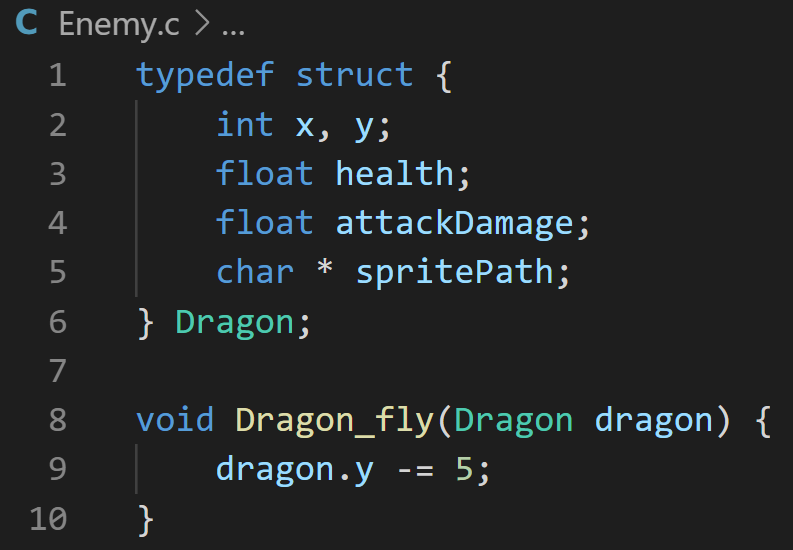 C Enemy.c > ...
1 typedef struct {
2 int x, y;
3 float health;
4 float attackDamage;
5 char * spritePath;
6 } Dragon;
7
8 void Dragon_fly(Dragon dragon) {
9 dragon.y -= 5;
10 }